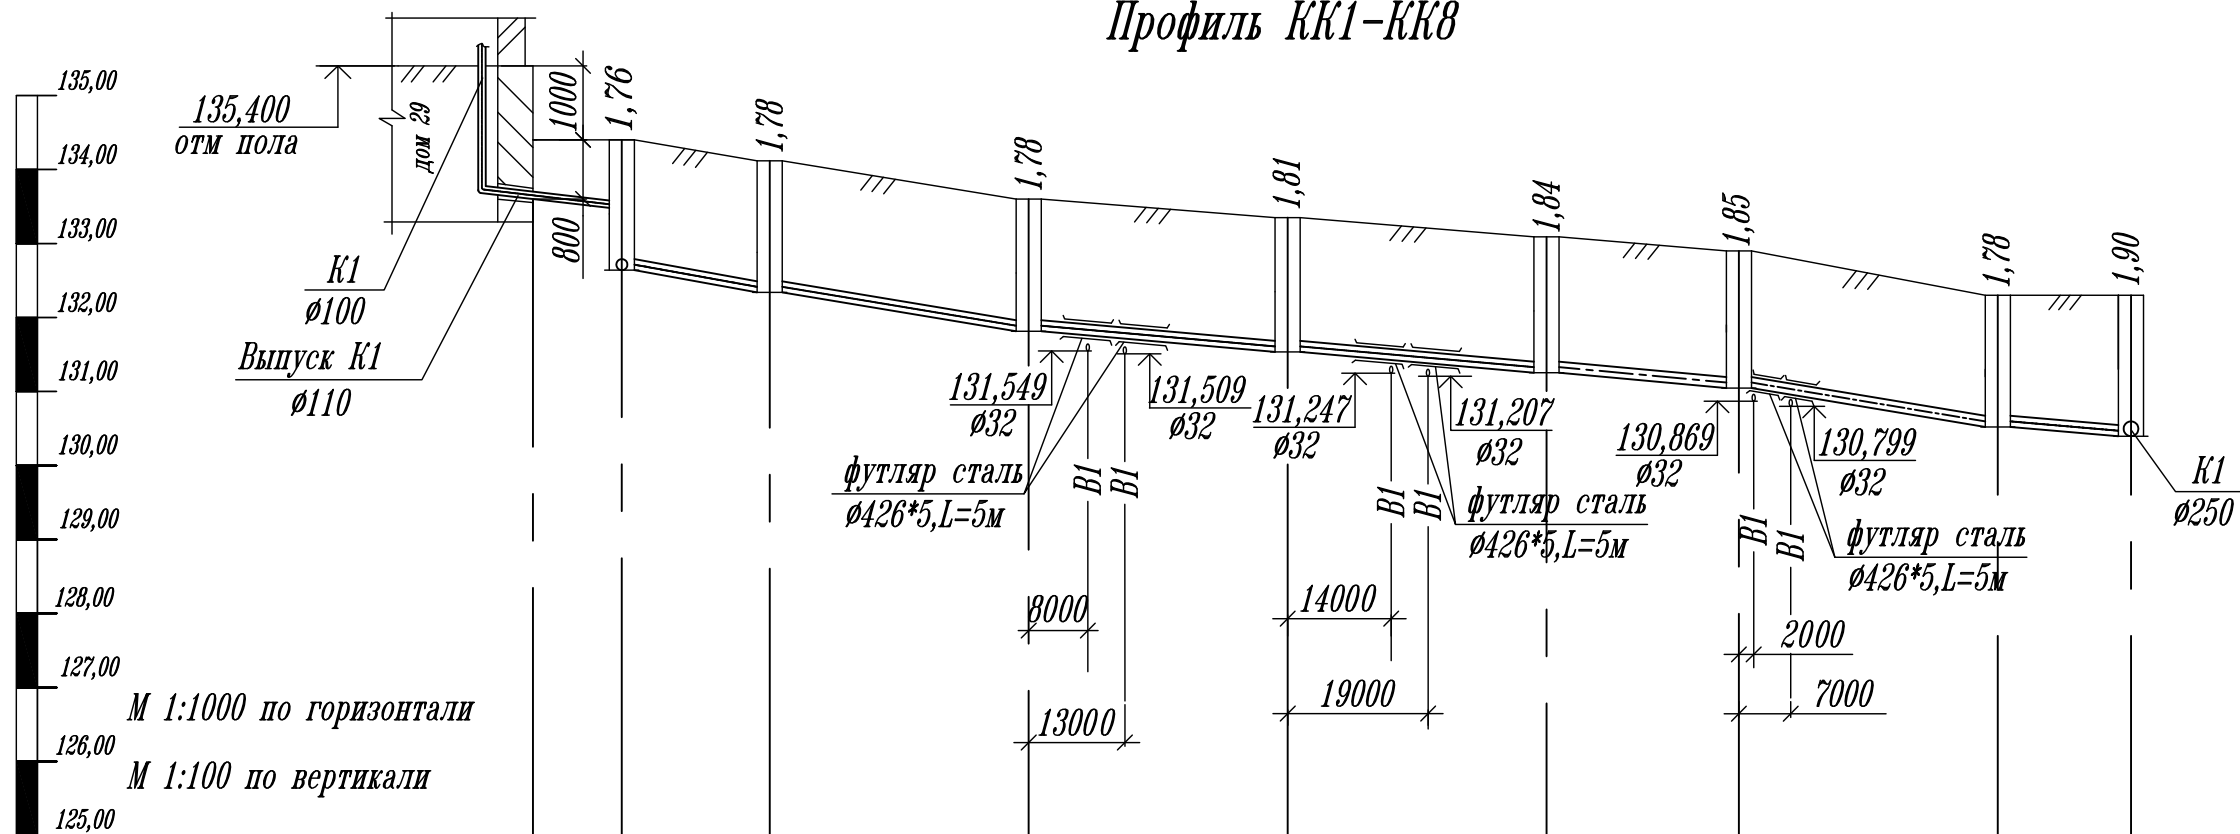 Профиль КК1-КК8
135,00
134,00
133,00
132,00
131,00
130,00
129,00
128,00
127,00
126,00
125,00
135,400
отм пола
дом 29
1000
800
К1
ø100
Выпуск К1
ø110
1,76
1,78
1,78
1,81
1,84
1,85
1,78
1,90
131,549
ø32
131,509
ø32
131,247
ø32
131,207
ø32
130,869
ø32
130,799
ø32
К1
ø250
футляр сталь
ø426*5,L=5м
В1
В1
футляр сталь
ø426*5,L=5м
В1
В1
футляр сталь
ø426*5,L=5м
В1
В1
8000
13000
14000
19000
2000
7000
М 1:1000 по горизонтали
М 1:100 по вертикали